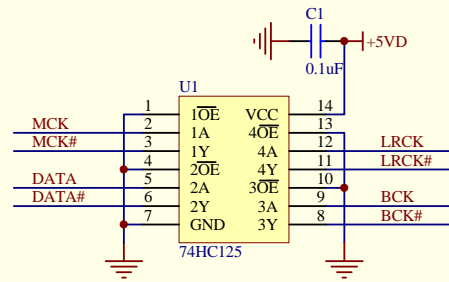 C1
+5VD
0.1uF
U1
1 1OE VCC 14
MCK 2 1A 4OE 13
MCK# 3 1Y 4A 12 LRCK
4 2OE 4Y 11 LRCK#
DATA 5 2A 3OE 10
DATA# 6 2Y 3A 9 BCK
7 GND 3Y 8 BCK#
74HC125